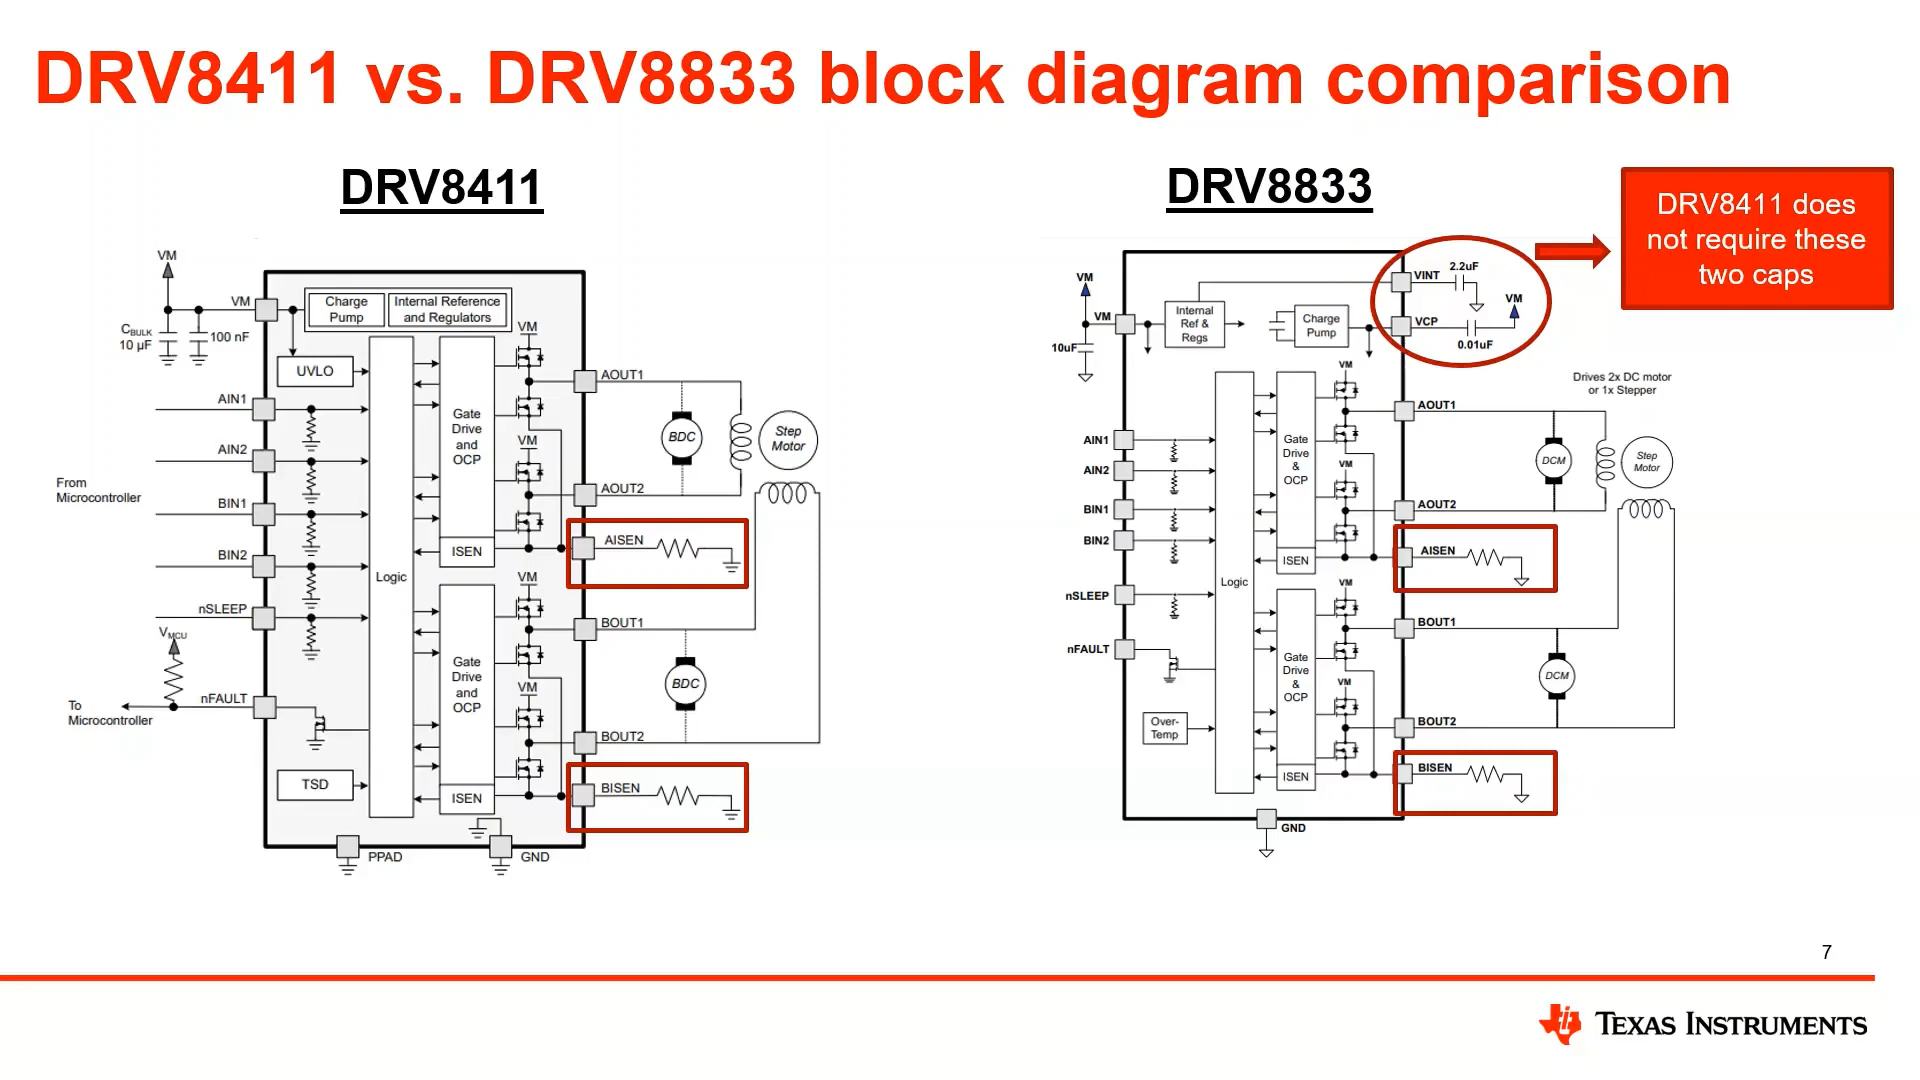 DRV8411 vs. DRV8833 block diagram comparison
DRV8411
VM
VM
CBULK
10 µF
100 nF
Charge
Pump
Internal Reference
and Regulators
UVLO
AIN1
AIN2
From
Microcontroller
BIN1
BIN2
nSLEEP
VMCU
nFAULT
To
Microcontroller
TSD
Logic
Gate
Drive
and
OCP
ISEN
Gate
Drive
and
OCP
ISEN
VM
VM
VM
VM
AOUT1
BDC
Step
Motor
AOUT2
AISEN
BOUT1
BDC
BOUT2
BISEN
PPAD
GND
DRV8833
VM
VM
10uF
Internal
Ref &
Regs
Charge
Pump
VINT
2.2uF
VM
VCP
0.01uF
DRV8411 does
not require these
two caps
Drives 2x DC motor
or 1x Stepper
AIN1
AIN2
BIN1
BIN2
nSLEEP
nFAULT
Over-
Temp
Logic
Gate
Drive
&
OCP
ISEN
Gate
Drive
&
OCP
ISEN
VM
VM
VM
VM
AOUT1
DCM
Step
Motor
AOUT2
AISEN
BOUT1
DCM
BOUT2
BISEN
GND
7
TEXAS INSTRUMENTS